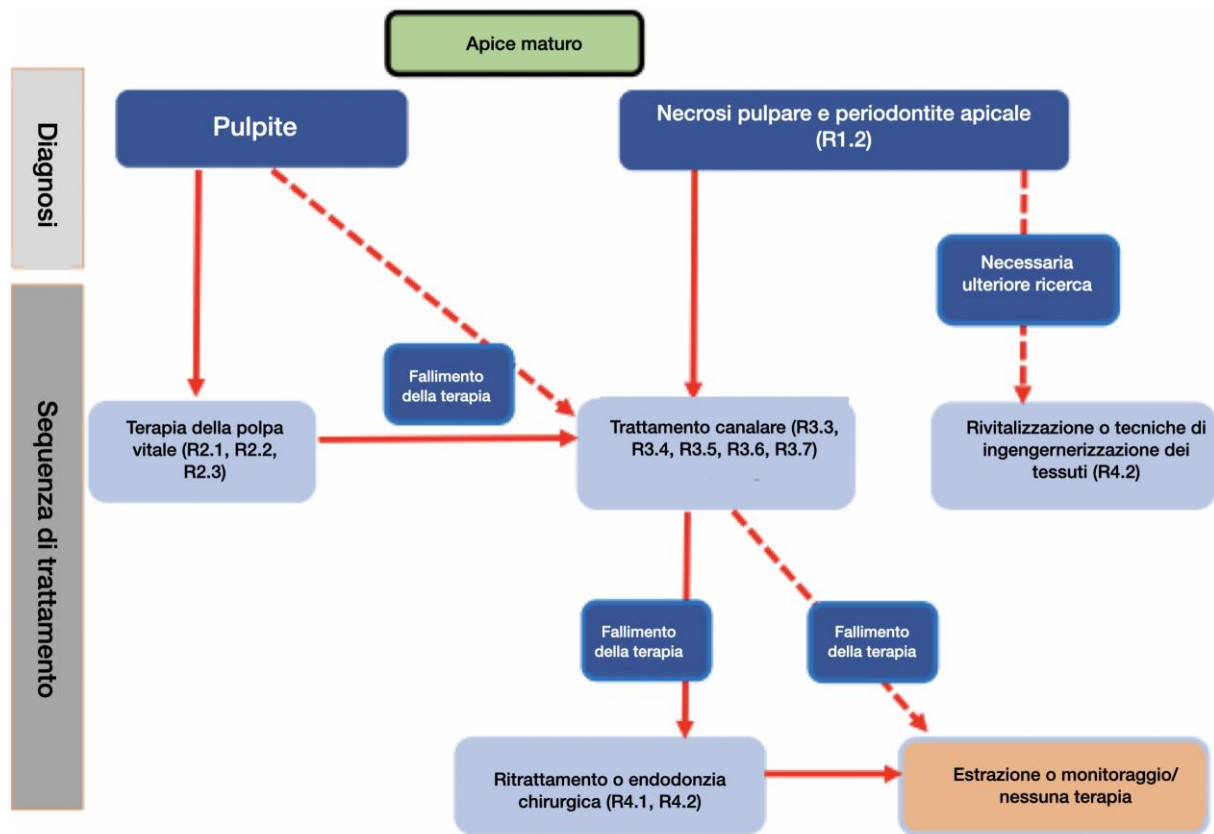 Apice maturo
Diagnosi
Pulpite
Necrosi pulpare e periodontite apicale
(R1.2)
Necessaria
ulteriore ricerca
Sequenza di trattamento
Fallimento
della terapia
Terapia della polpa
vitale (R2.1, R2.2,
R2.3)
Trattamento canalare (R3.3,
R3.4, R3.5, R3.6, R3.7)
Rivitalizzazione o tecniche di
ingengernerizzazione dei
tessuti (R4.2)
Fallimento
della terapia
Fallimento
della terapia
Ritrattamento o endodonzia
chirurgica (R4.1, R4.2)
Estrazione o monitoraggio/
nessuna terapia